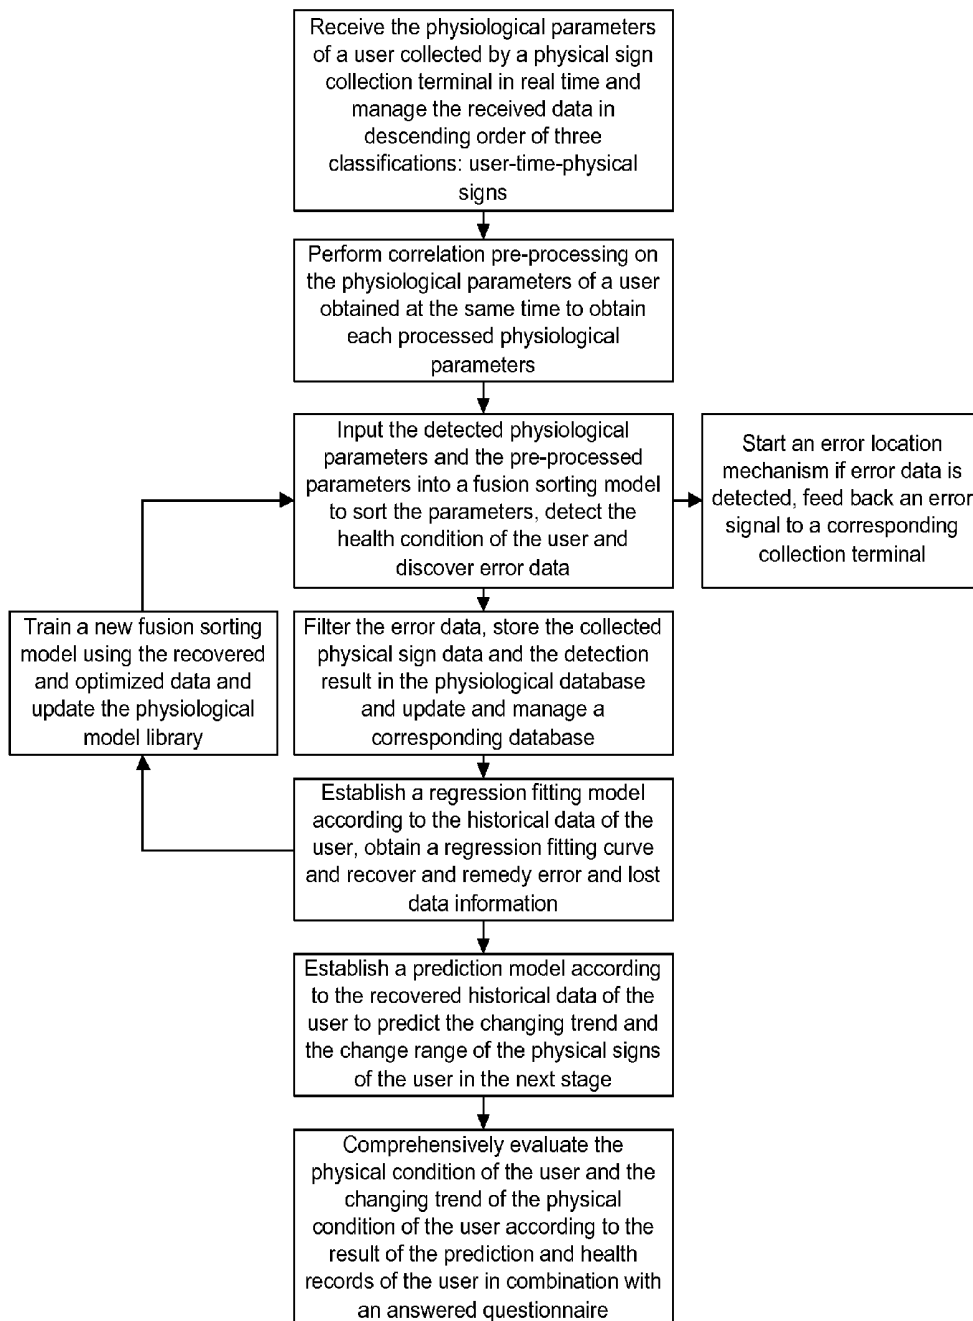 Receive the physiological parameters
of a user collected by a physical sign
collection terminal in real time and
manage the received data in
descending order of three
classifications: user-time-physical
signs
Perform correlation pre-processing on
the physiological parameters of a user
obtained at the same time to obtain
each processed physiological
parameters
Input the detected physiological
parameters and the pre-processed
parameters into a fusion sorting model
to sort the parameters, detect the
health condition of the user and
discover error data
Start an error location
mechanism if error data is
detected, feed back an error
signal to a corresponding
collection terminal
Train a new fusion sorting
model using the recovered
and optimized data and
update the physiological
model library
Filter the error data, store the collected
physical sign data and the detection
result in the physiological database
and update and manage a
corresponding database
Establish a regression fitting model
according to the historical data of the
user, obtain a regression fitting curve
and recover and remedy error and lost
data information
Establish a prediction model according
to the recovered historical data of the
user to predict the changing trend and
the change range of the physical signs
of the user in the next stage
Comprehensively evaluate the
physical condition of the user and the
changing trend of the physical
condition of the user according to the
result of the prediction and health
records of the user in combination with
an answered questionnaire